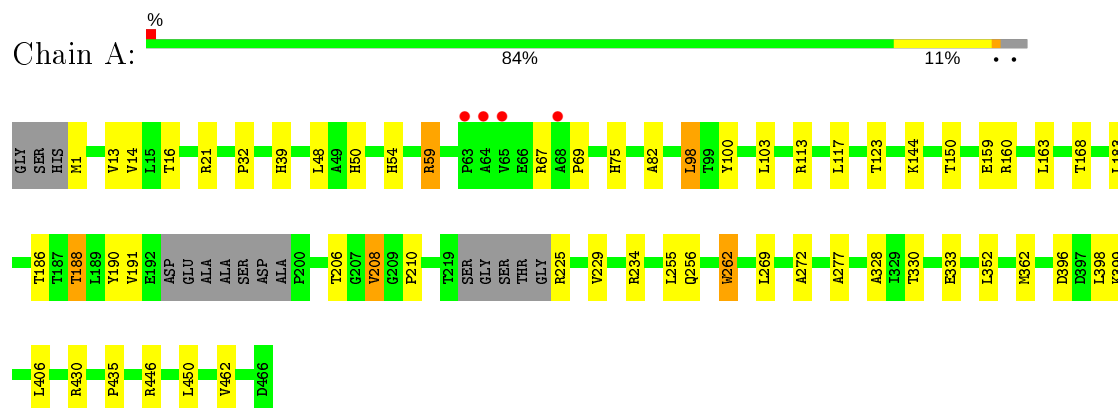 %
Chain A:
84% 11% • •
GLY SER HIS M1 V13 V14 L15 T16 R21 P32 H39 L48 A49 H50 H54 R59 P63 A64 V65 E66 R67 A68 P69 H75 A82 L98 T99 Y100 L103 R113 L117 T123 K144 T150 E159 R160 L163 T168 L183
T186 T187 T188 L189 Y190 V191 E192 ASP GLU ALA ALA SER ASP ALA P200 T206 G207 V208 G209 P210 T219 SER GLY SER THR GLY R225 V229 R234 L255 Q256 W262 L269 A272 A277 A328 I329 T330 E333 L352 M362 D396 D397 L398 K399
L406 R430 P435 R446 L450 V462 D466